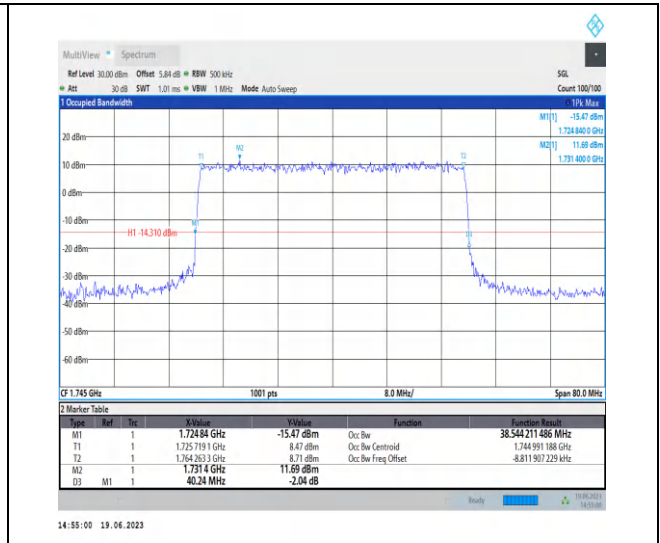 MultiView Spectrum
Ref Level 30.00 dBm Offset 5.84 dB RBW 500 kHz SGL
Att 30 dB SWT 1.01 ms VBW 1 MHz Mode Auto Sweep Count 100/100
1 Occupied Bandwidth 1Pk Max
M1[1] -15.47 dBm
1.724 840 0 GHz
M2[1] 11.69 dBm
1.731 400 0 GHz
20 dBm
M2
T1 T2
10 dBm
0 dBm
-10 dBm
M1
H1 -14.310 dBm
D3
-20 dBm
-30 dBm
-40 dBm
-50 dBm
-60 dBm
CF 1.745 GHz 1001 pts 8.0 MHz/ Span 80.0 MHz
2 Marker Table
Type Ref Trc X-Value Y-Value Function Function Result
M1 1 1.724 84 GHz -15.47 dBm Occ Bw 38.544 211 486 MHz
T1 1 1.725 719 1 GHz 8.47 dBm Occ Bw Centroid 1.744 991 188 GHz
T2 1 1.764 263 3 GHz 8.71 dBm Occ Bw Freq Offset -8.811 907 229 kHz
M2 1 1.731 4 GHz 11.69 dBm
D3 M1 1 40.24 MHz -2.04 dB
Ready 19.06.2023
14:55:00
14:55:00 19.06.2023